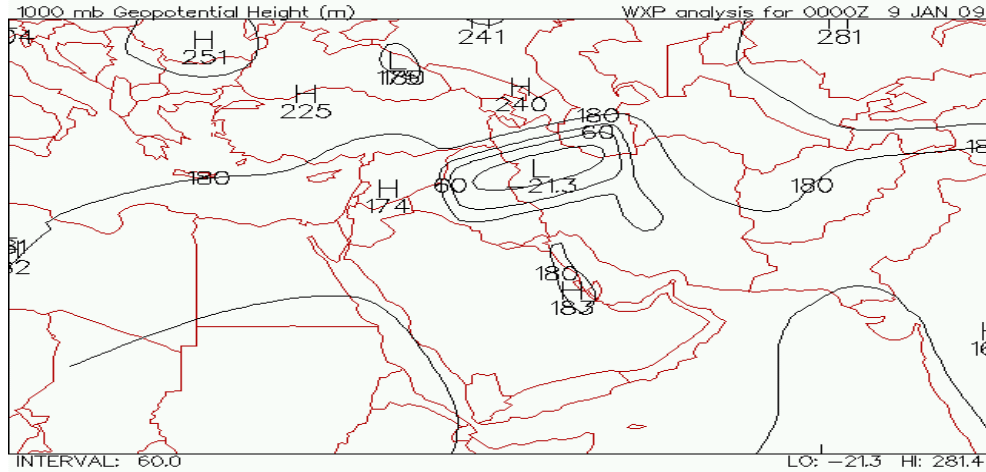 1000 mb Geopotential Height (m) WXP analysis for 0000Z 9 JAN 09
H
251
L
H
241
H
281
H
225
H
240
180
60
180
60
L
-21.3
H
174
180
180
H
183
INTERVAL: 60.0 LO: -21.3 HI: 281.4